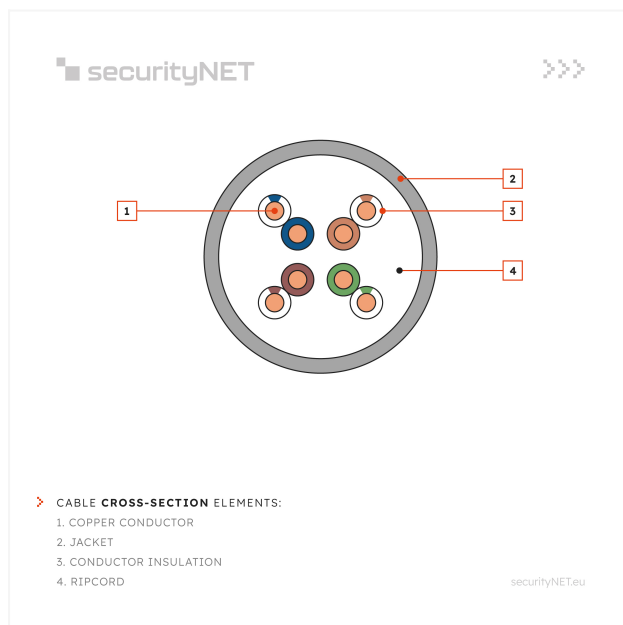 securityNET
2
1
3
4
CABLE CROSS-SECTION ELEMENTS:
1. COPPER CONDUCTOR
2. JACKET
3. CONDUCTOR INSULATION
4. RIPCORD
securityNET.eu